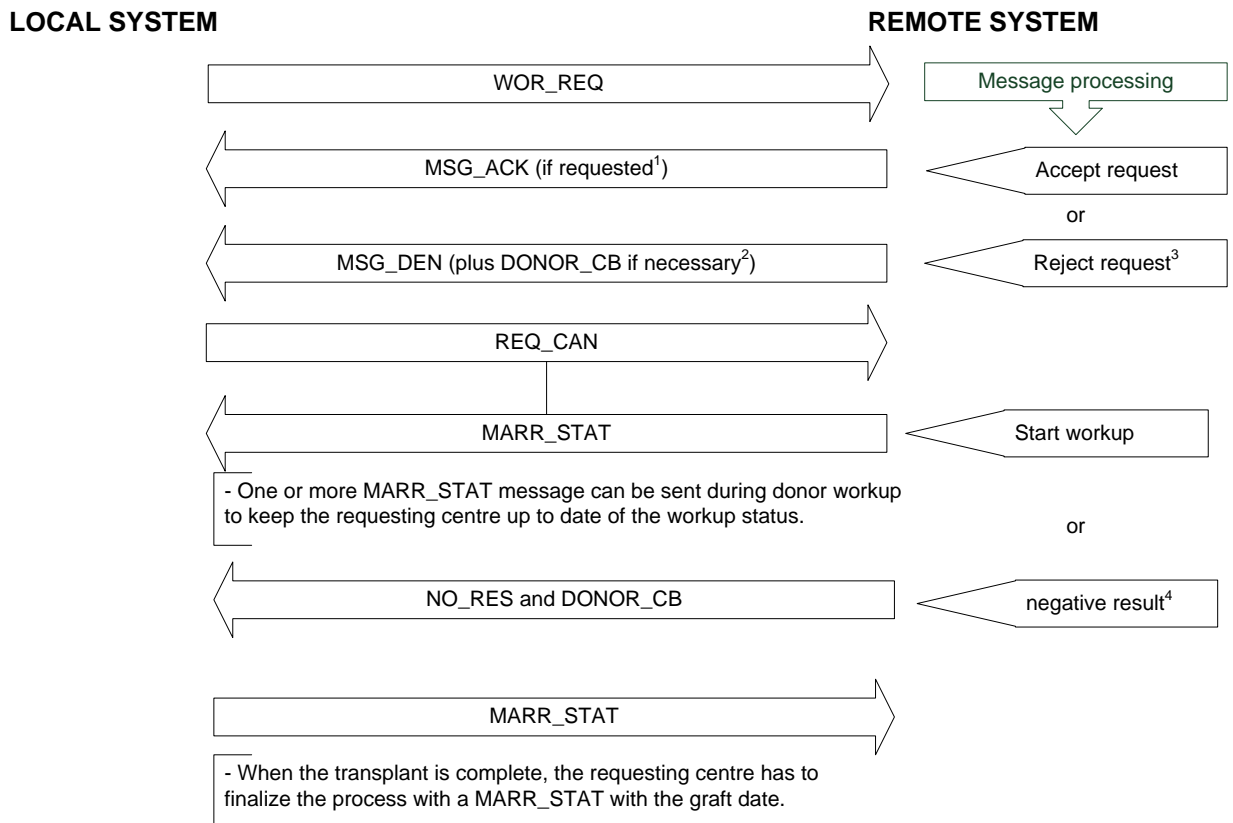 LOCAL SYSTEM
REMOTE SYSTEM
WOR_REQ
Message processing
MSG_ACK (if requested¹)
Accept request
or
MSG_DEN (plus DONOR_CB if necessary²)
Reject request³
REQ_CAN
MARR_STAT
Start workup
- One or more MARR_STAT message can be sent during donor workup
to keep the requesting centre up to date of the workup status.
or
NO_RES and DONOR_CB
negative result⁴
MARR_STAT
- When the transplant is complete, the requesting centre has to
finalize the process with a MARR_STAT with the graft date.